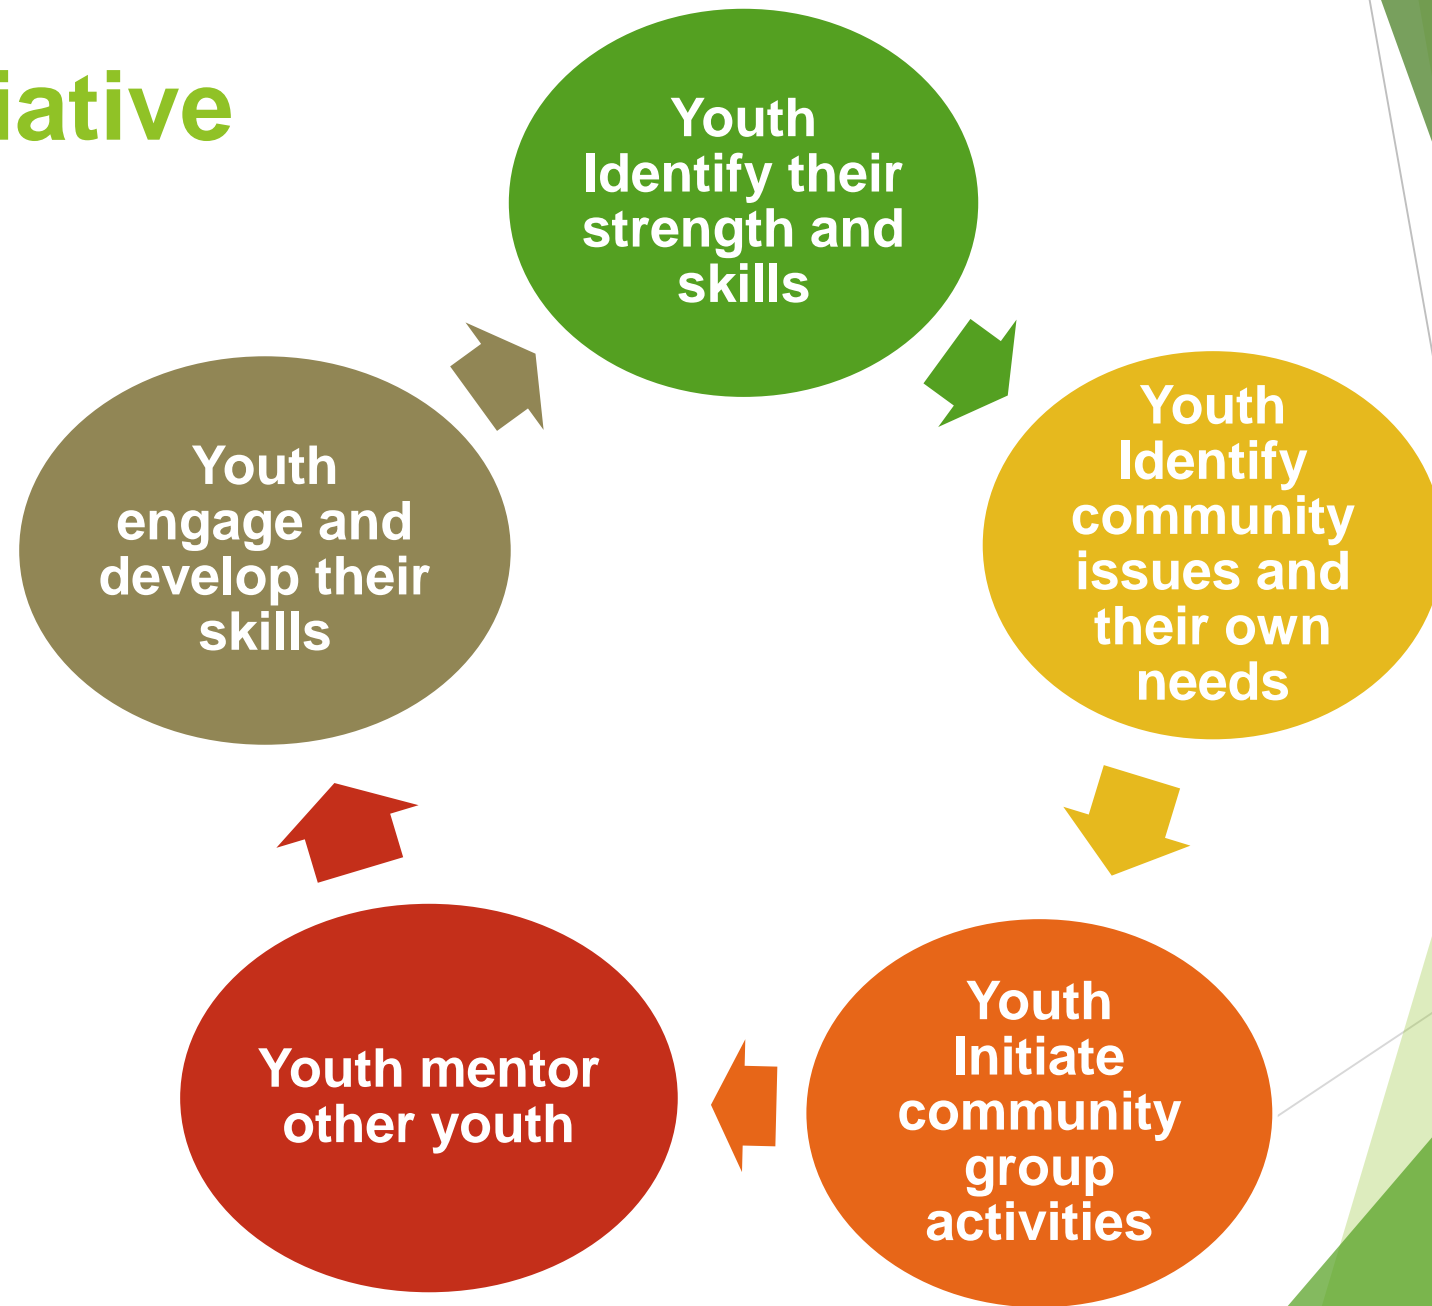 iative
Youth
Identify their
strength and
skills
Youth
Identify
community
issues and
their own
needs
Youth
Initiate
community
group
activities
Youth mentor
other youth
Youth
engage and
develop their
skills